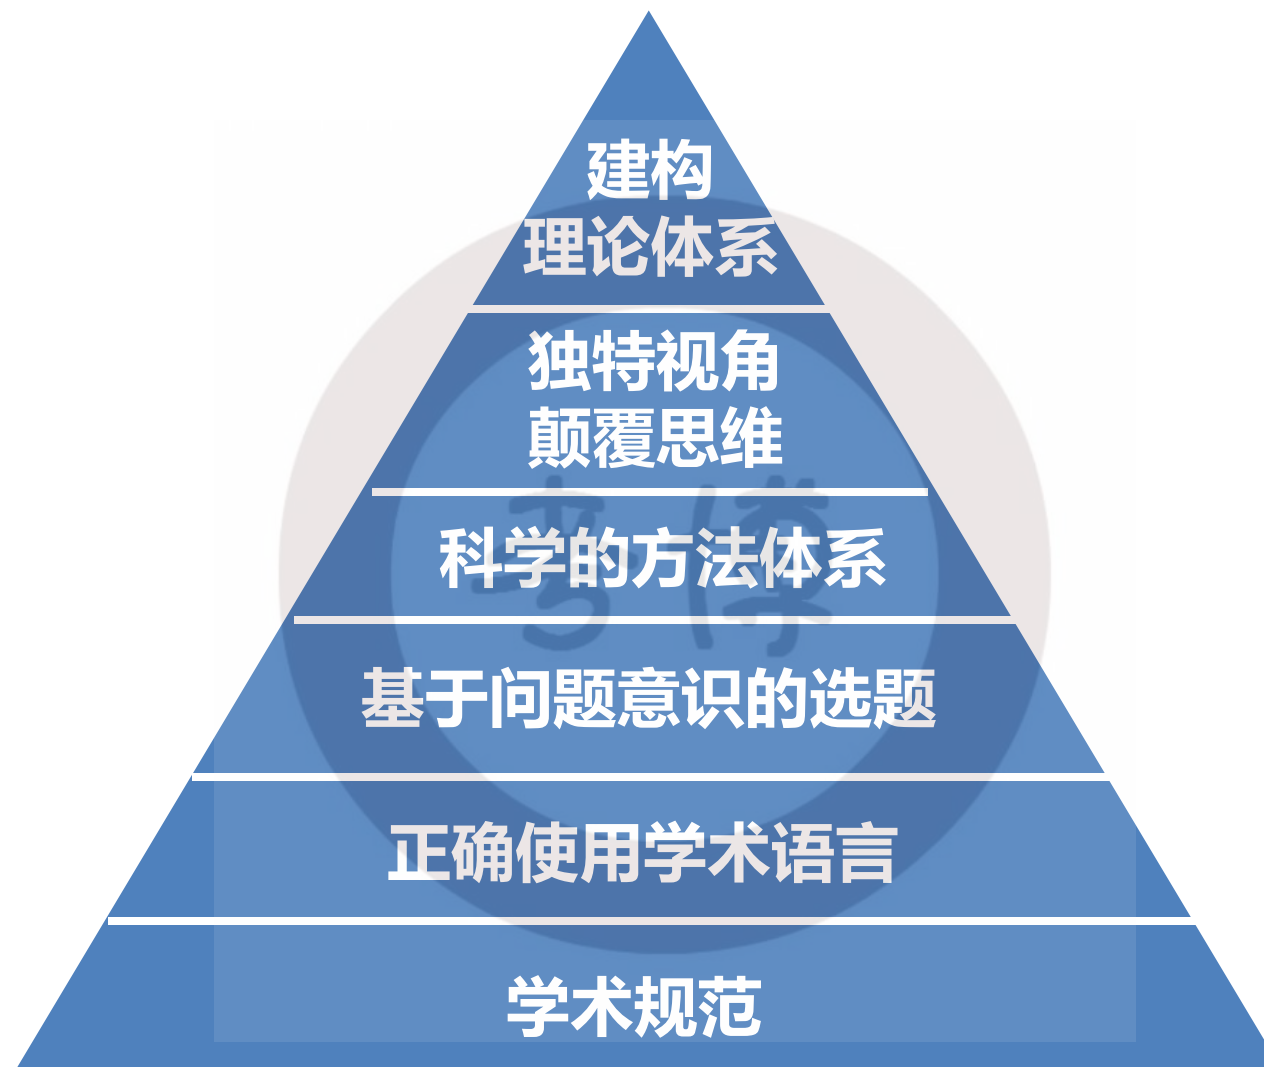 建构
理论体系
独特视角
颠覆思维
科学的方法体系
考博
基于问题意识的选题
正确使用学术语言
学术规范